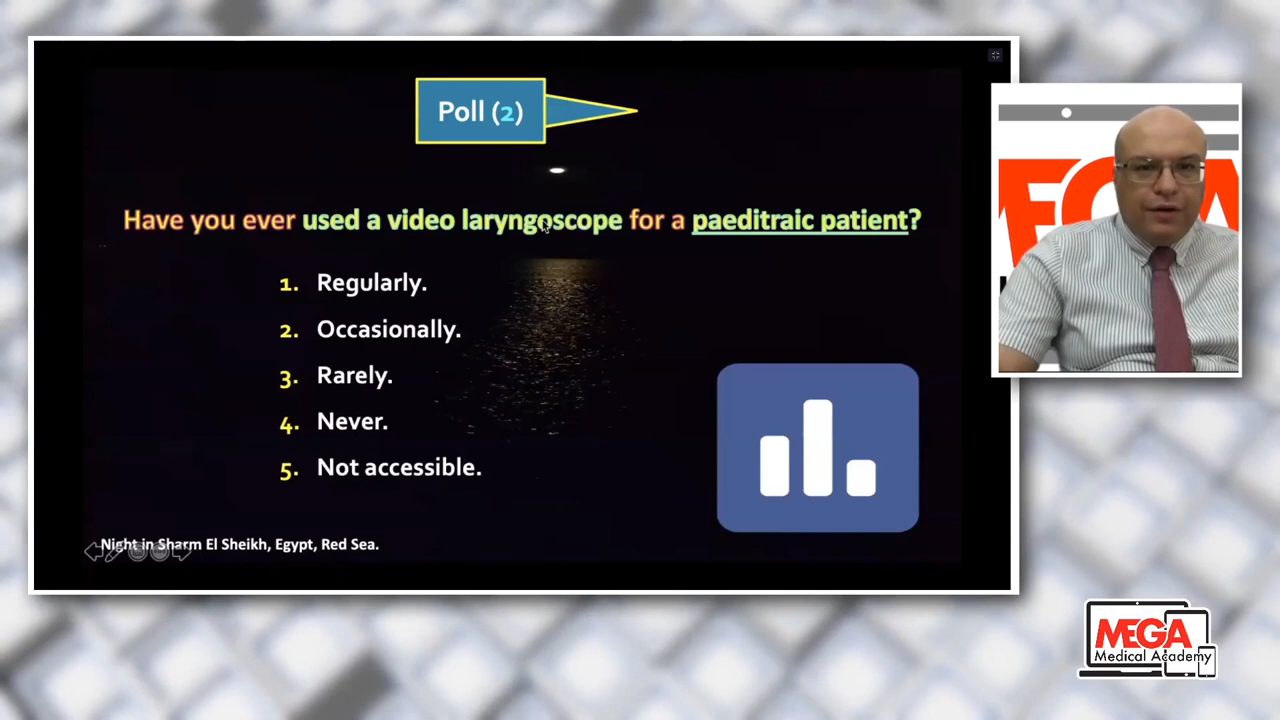 Poll (2)
Have you ever used a video laryngoscope for a paeditraic patient?
1. Regularly.
2. Occasionally.
3. Rarely.
4. Never.
5. Not accessible.
Night in Sharm El Sheikh, Egypt, Red Sea.
MEGA
Medical Academy